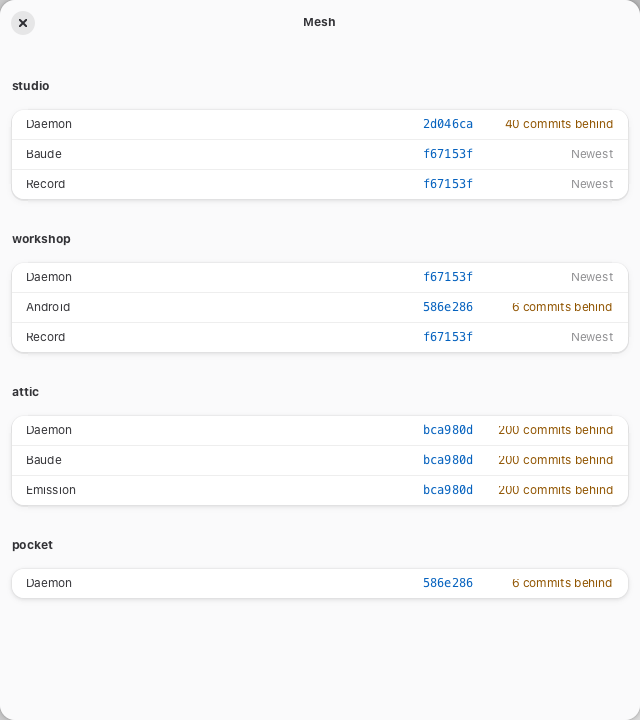 Mesh
studio
Daemon 2d046ca 40 commits behind
Baude f67153f Newest
Record f67153f Newest
workshop
Daemon f67153f Newest
Android 586e286 6 commits behind
Record f67153f Newest
attic
Daemon bca980d 200 commits behind
Baude bca980d 200 commits behind
Emission bca980d 200 commits behind
pocket
Daemon 586e286 6 commits behind